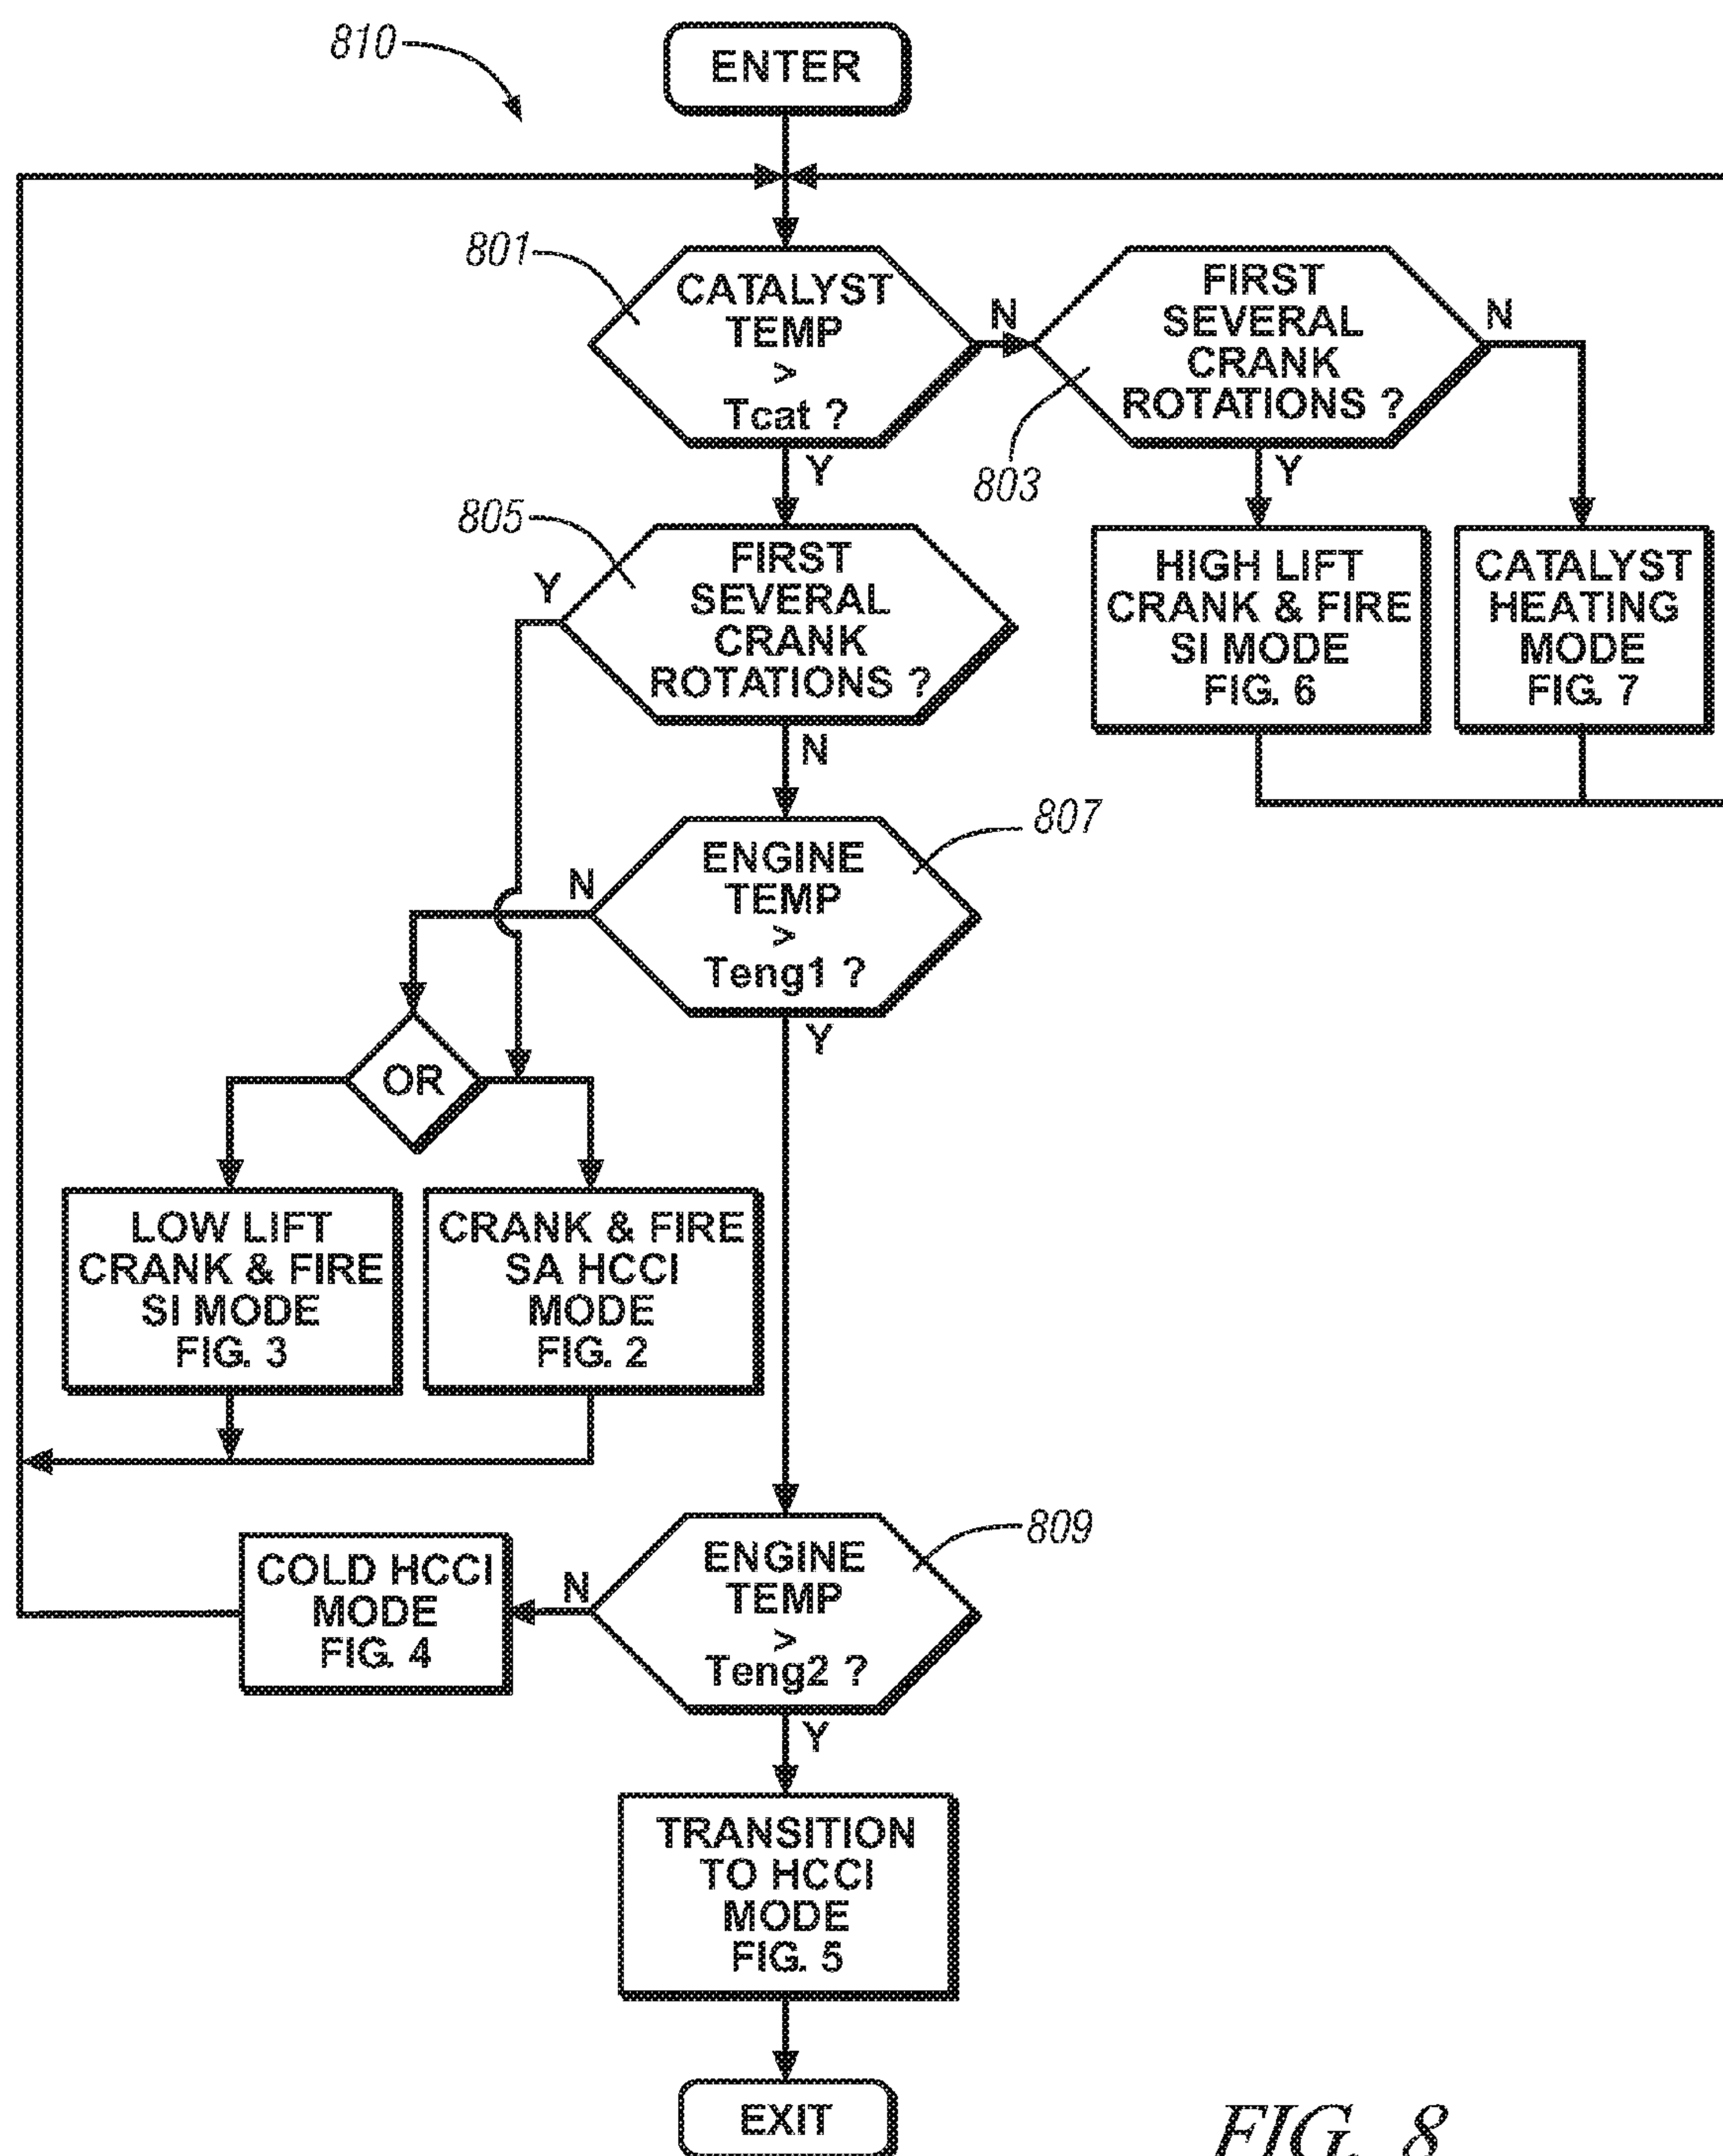 810
ENTER
801
CATALYST
TEMP
>
Tcat ?
N
Y
FIRST
SEVERAL
CRANK
ROTATIONS ?
N
803
Y
805
FIRST
SEVERAL
CRANK
ROTATIONS ?
Y
N
HIGH LIFT
CRANK & FIRE
SI MODE
FIG. 6
CATALYST
HEATING
MODE
FIG. 7
807
ENGINE
TEMP
>
Teng1 ?
N
Y
OR
LOW LIFT
CRANK & FIRE
SI MODE
FIG. 3
CRANK & FIRE
SA HCCI
MODE
FIG. 2
809
ENGINE
TEMP
>
Teng2 ?
N
Y
COLD HCCI
MODE
FIG. 4
TRANSITION
TO HCCI
MODE
FIG. 5
EXIT
FIG. 8